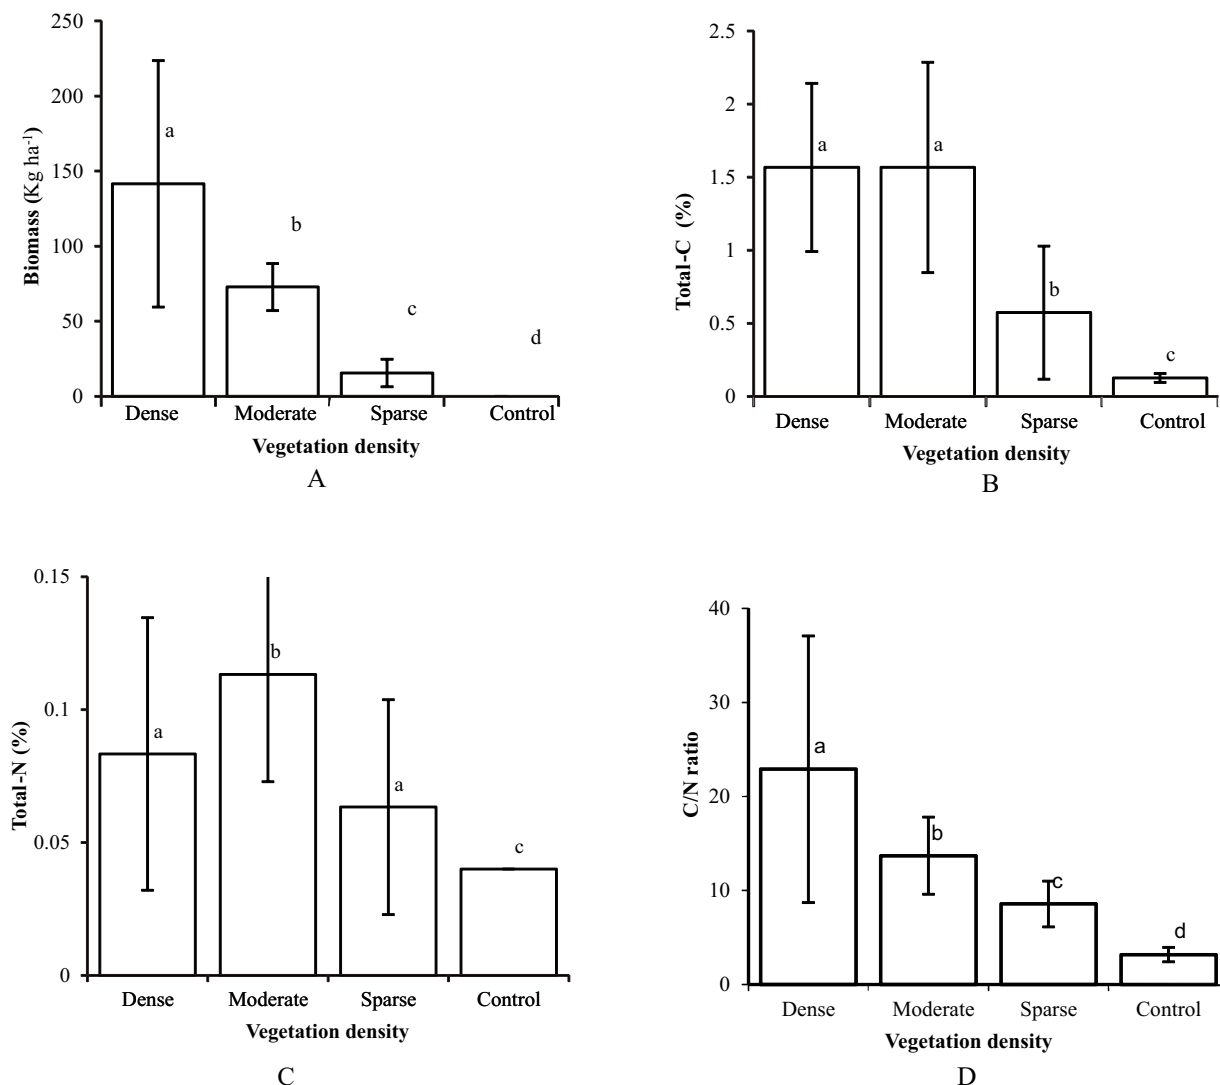 250
200
150
100
50
0
Biomass (Kg ha-1)
a
b
c
d
Dense Moderate Sparse Control
Vegetation density
A
2.5
2
1.5
1
0.5
0
Total-C (%)
a
a
b
c
Dense Moderate Sparse Control
Vegetation density
B
0.15
0.1
0.05
0
Total-N (%)
a
b
a
c
Dense Moderate Sparse Control
Vegetation density
C
40
30
20
10
0
C/N ratio
a
b
c
d
Dense Moderate Sparse Control
Vegetation density
D